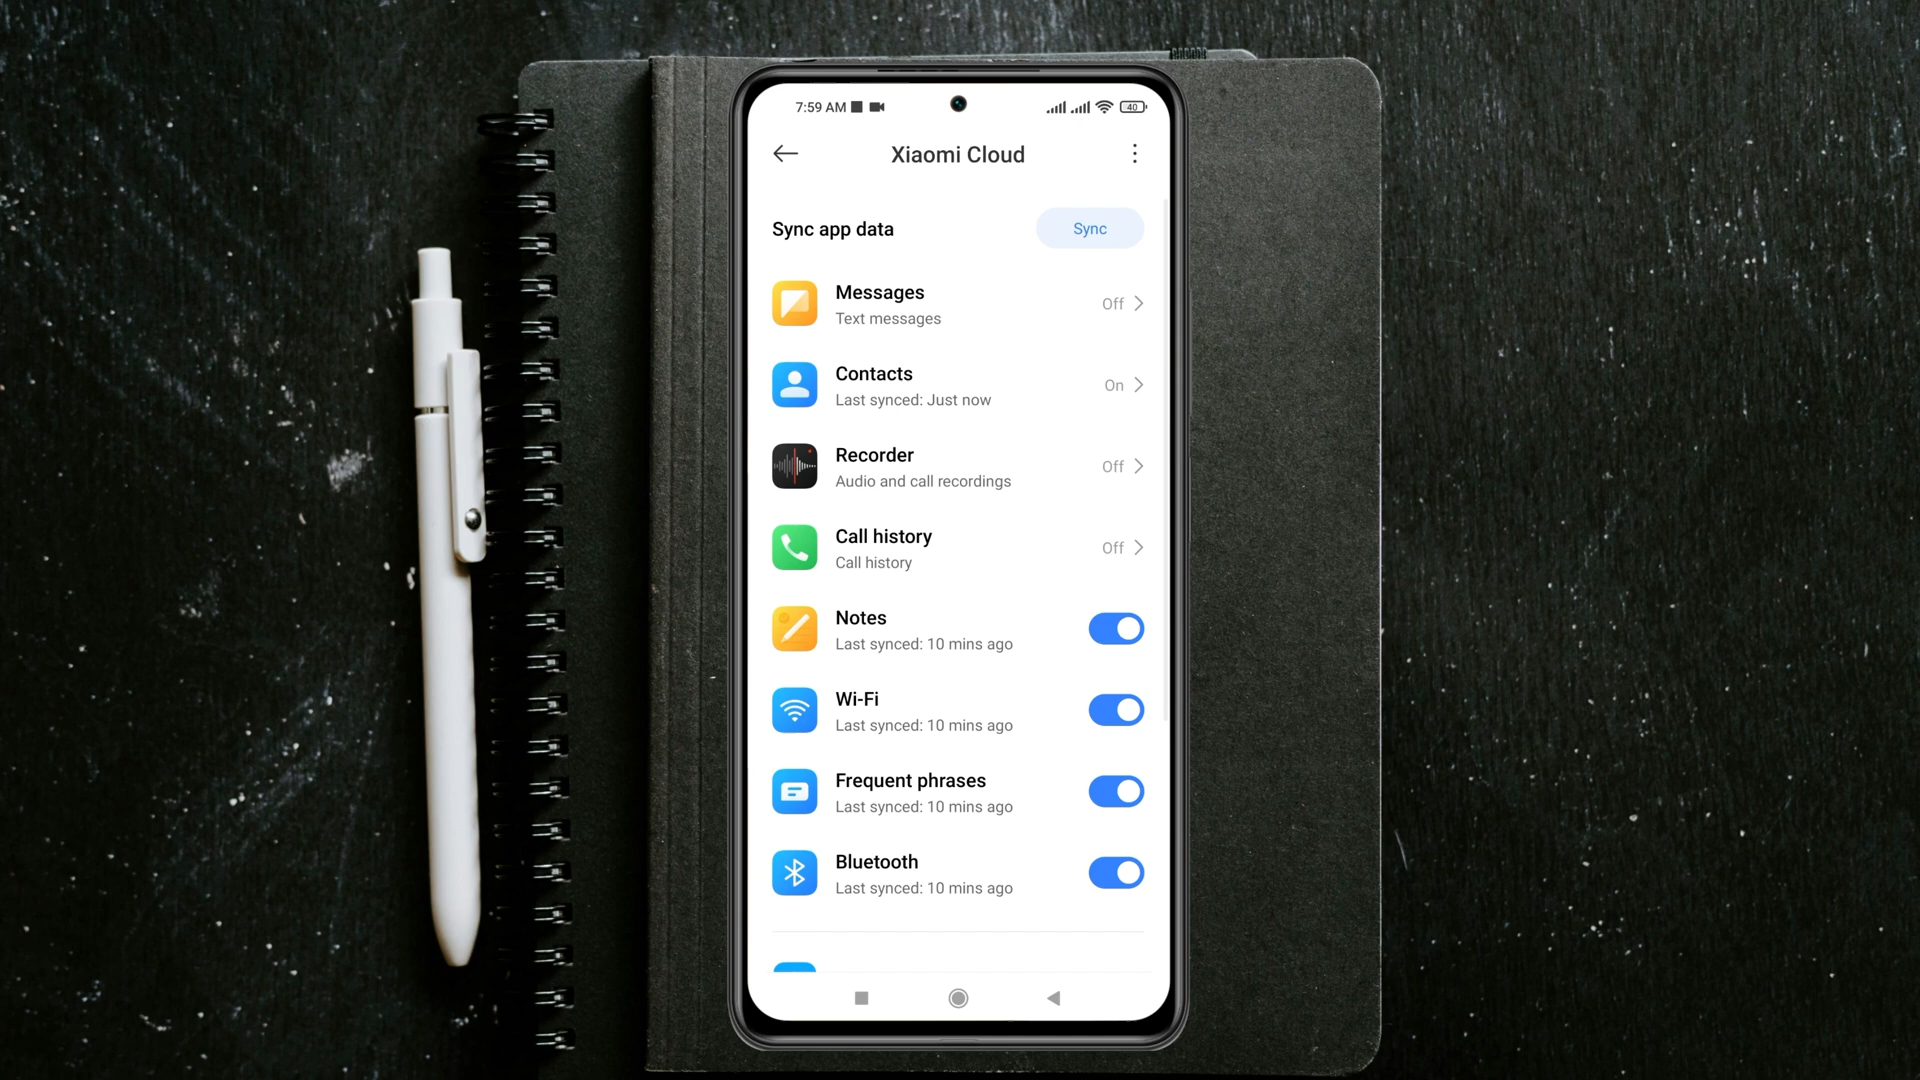 7:59 AM
40
Xiaomi Cloud
Sync app data
Sync
Messages
Text messages
Off
Contacts
Last synced: Just now
On
Recorder
Audio and call recordings
Off
Call history
Call history
Off
Notes
Last synced: 10 mins ago
Wi-Fi
Last synced: 10 mins ago
Frequent phrases
Last synced: 10 mins ago
Bluetooth
Last synced: 10 mins ago